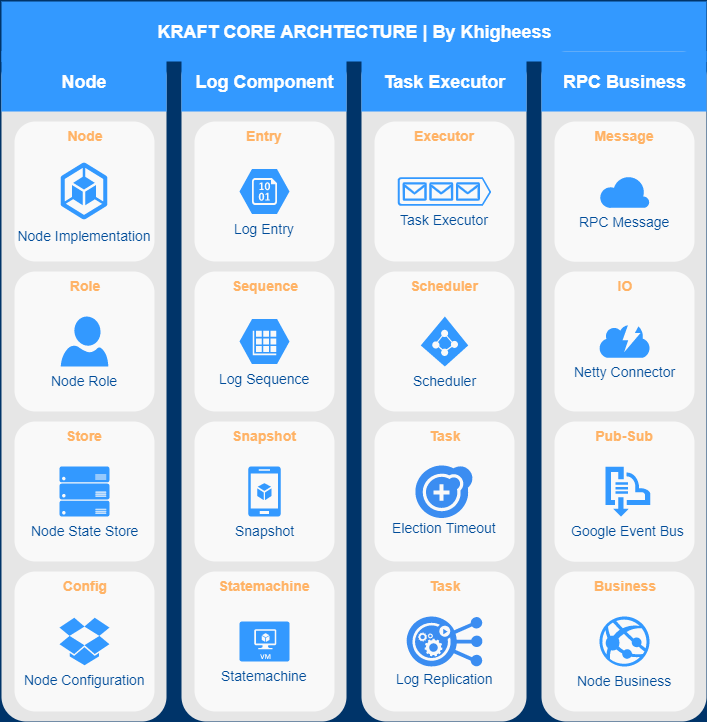 KRAFT CORE ARCHTECTURE | By Khigheess
Node
Log Component
Task Executor
RPC Business
Node
Node Implementation
Role
Node Role
Store
Node State Store
Config
Node Configuration
Entry
10
01
Log Entry
Sequence
Log Sequence
Snapshot
Snapshot
Statemachine
VM
Statemachine
Executor
Task Executor
Scheduler
Scheduler
Task
Election Timeout
Task
Log Replication
Message
RPC Message
IO
Netty Connector
Pub-Sub
Google Event Bus
Business
Node Business